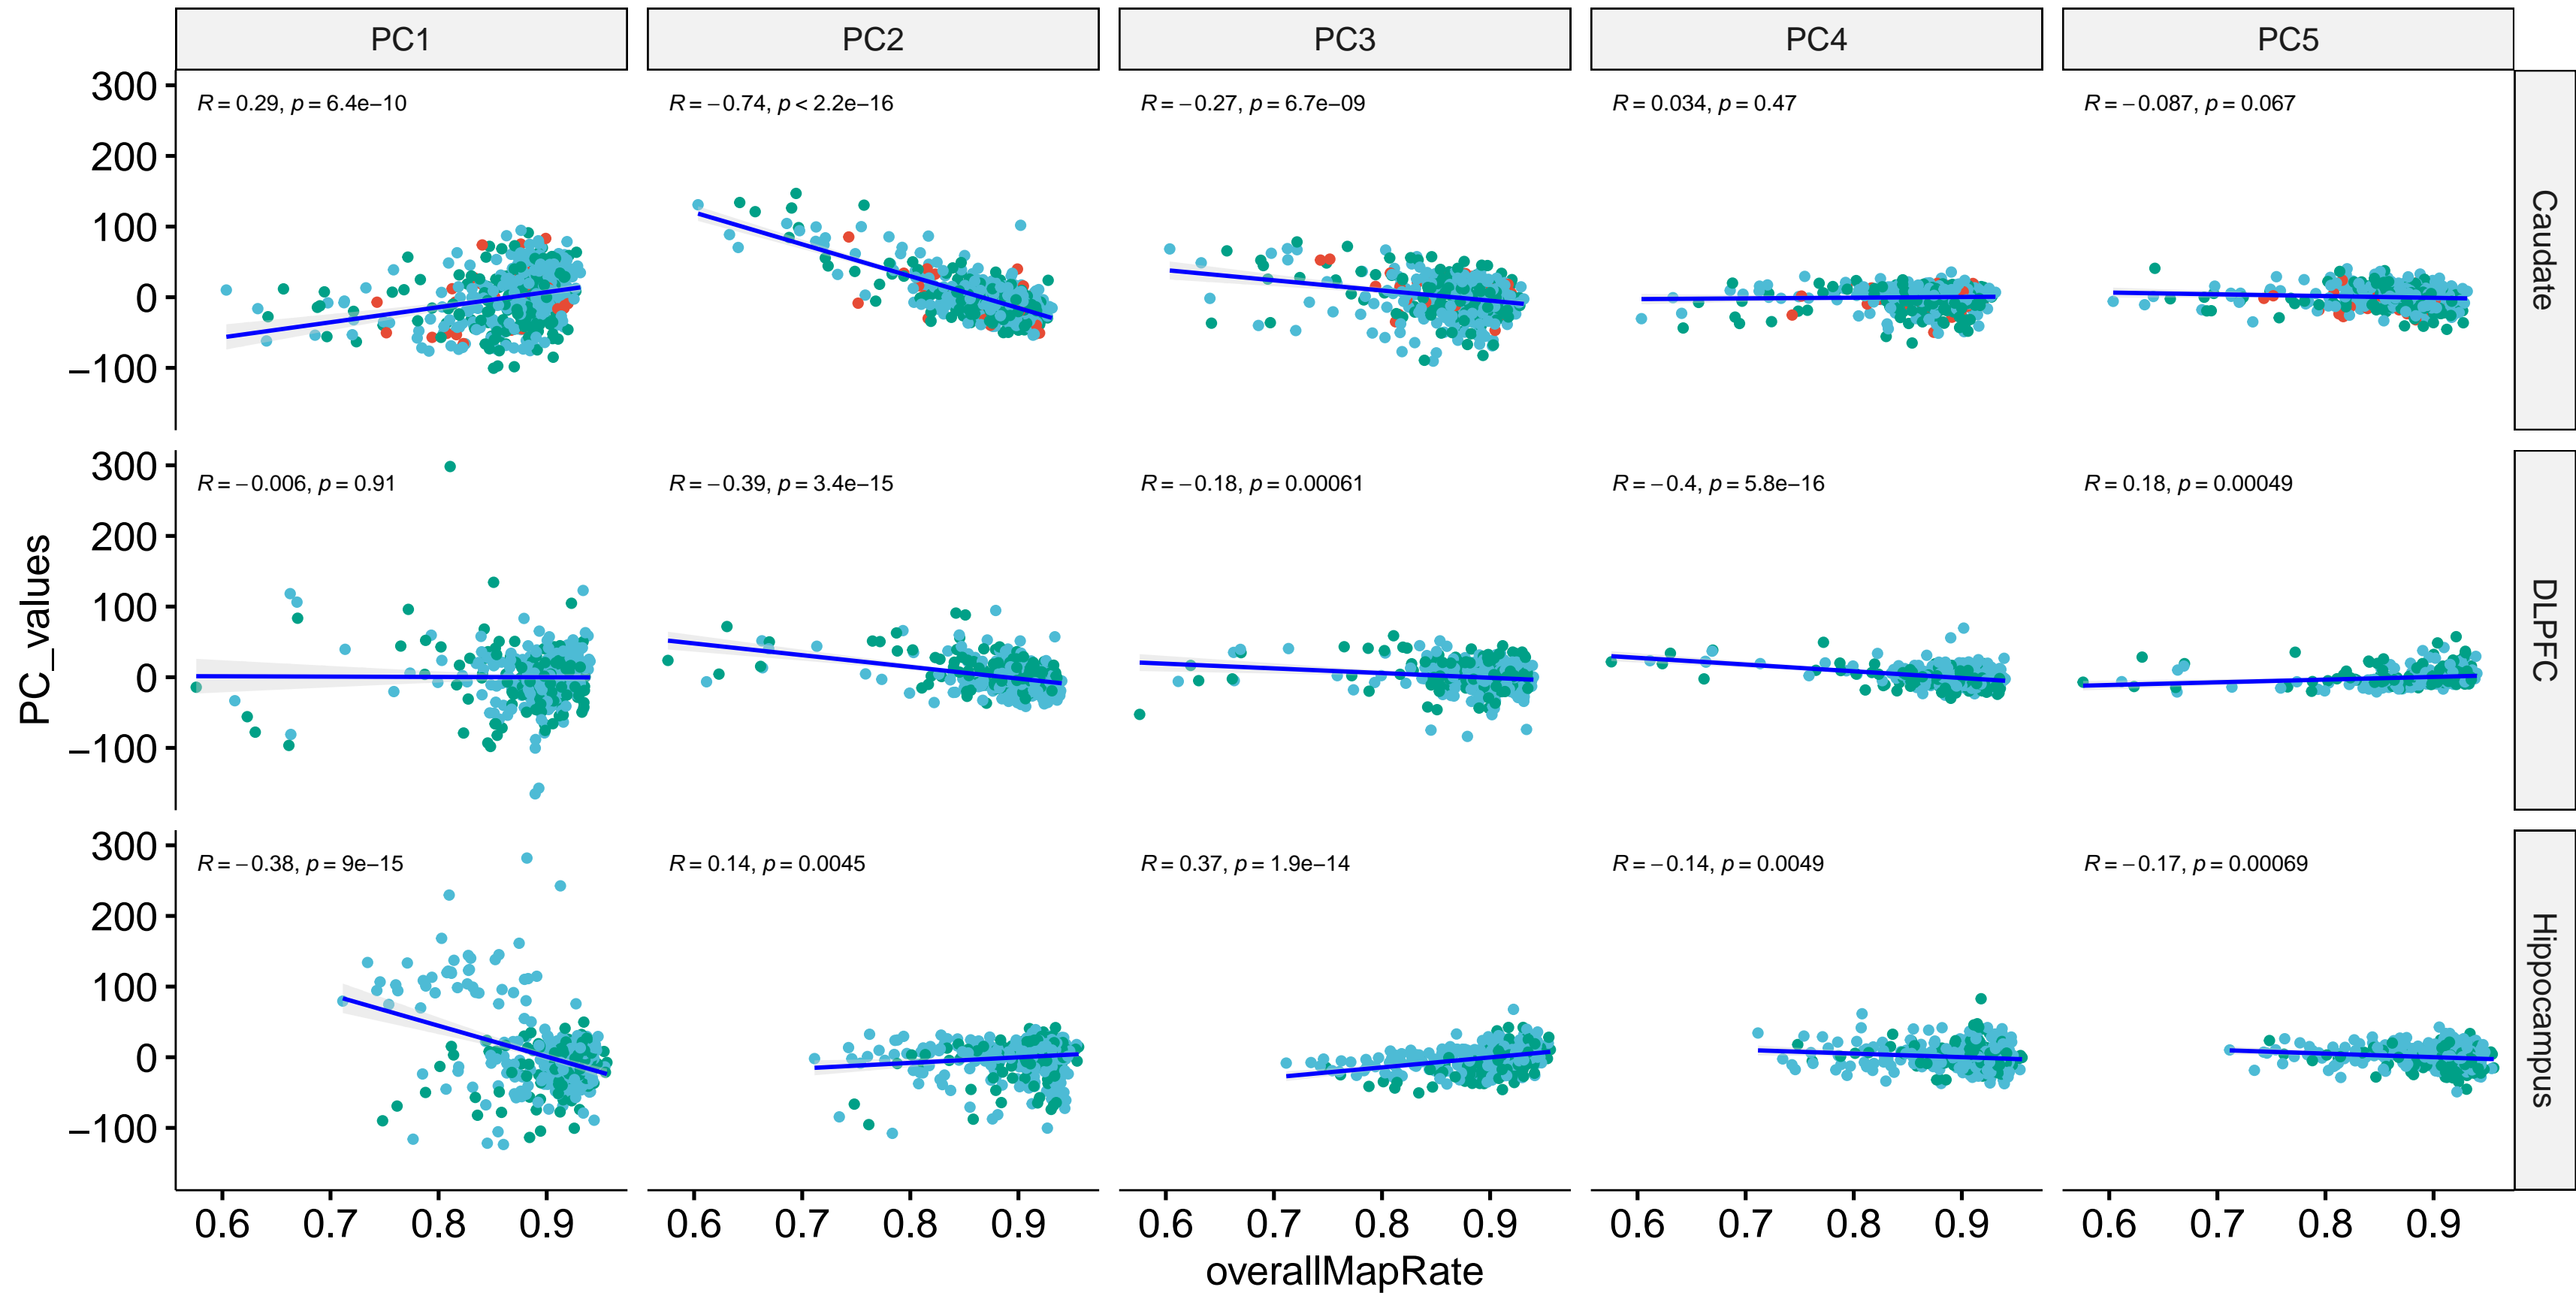 PC1 PC2 PC3 PC4 PC5
300
R = 0.29, p = 6.4e−10 R = −0.74, p < 2.2e−16 R = −0.27, p = 6.7e−09 R = 0.034, p = 0.47 R = −0.087, p = 0.067
200
100
0
−100
Caudate
300
R = −0.006, p = 0.91 R = −0.39, p = 3.4e−15 R = −0.18, p = 0.00061 R = −0.4, p = 5.8e−16 R = 0.18, p = 0.00049
200
100
0
−100
DLPFC
PC_values
300
R = −0.38, p = 9e−15 R = 0.14, p = 0.0045 R = 0.37, p = 1.9e−14 R = −0.14, p = 0.0049 R = −0.17, p = 0.00069
200
100
0
−100
Hippocampus
0.6 0.7 0.8 0.9 0.6 0.7 0.8 0.9 0.6 0.7 0.8 0.9 0.6 0.7 0.8 0.9 0.6 0.7 0.8 0.9
overallMapRate